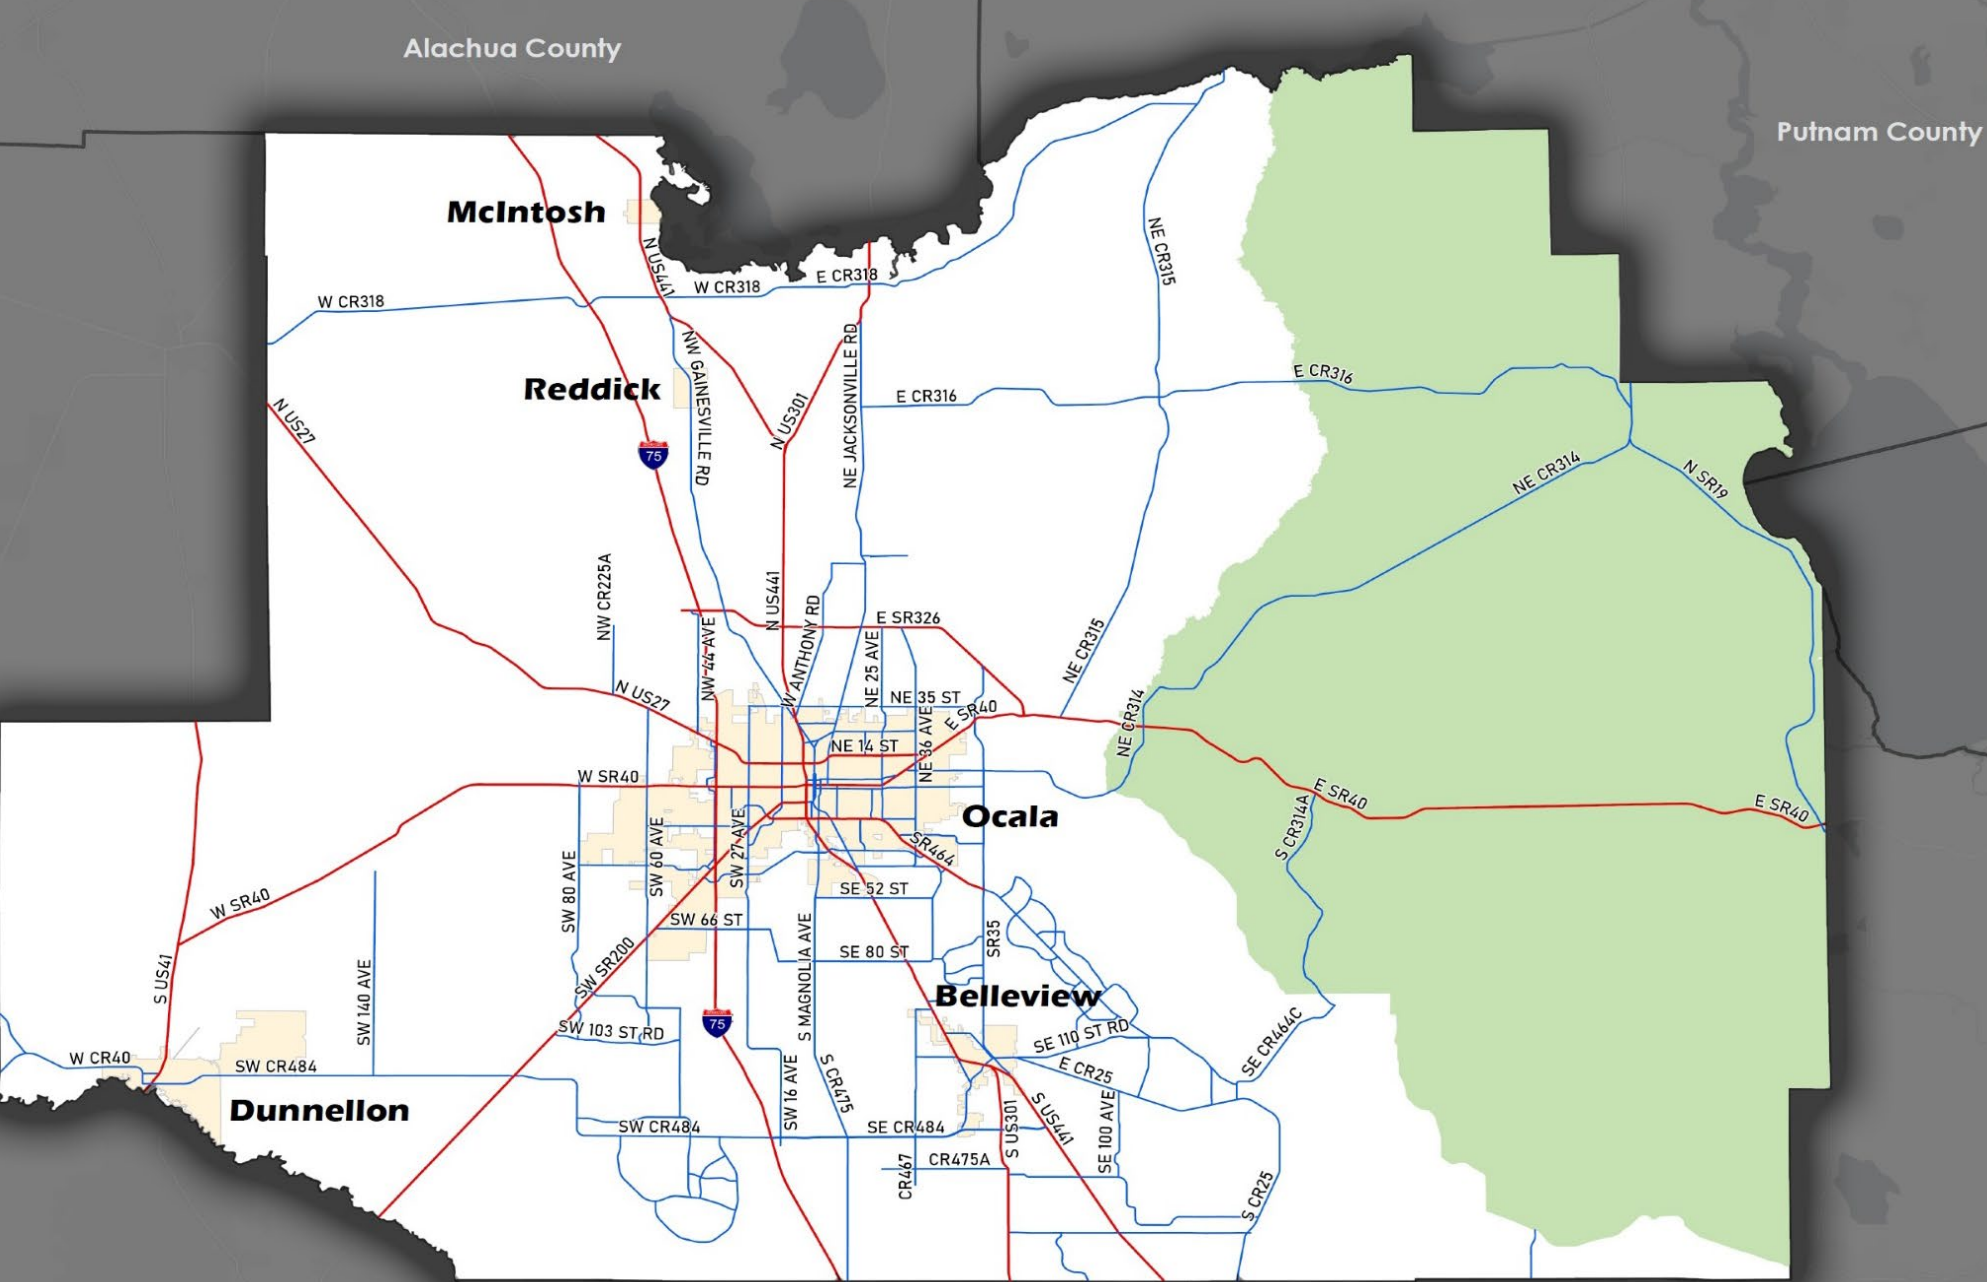 Alachua County
Putnam County
McIntosh
N US441
NE CR315
W CR318
W CR318
E CR318
NW GAINESVILLE RD
NE JACKSONVILLE RD
Reddick
E CR316
E CR316
N US27
N US301
75
NE CR314
N SR19
NW CR225A
N US441
W ANTHONY RD
E SR326
NW 44 AVE
NE 25 AVE
NE CR315
N US27
NE 35 ST
E SR40
NE 36 AVE
NE CR314
NE 14 ST
W SR40
E SR40
E SR40
Ocala
S CR314A
SW 80 AVE
SW 60 AVE
SW 27 AVE
SR464
SE 52 ST
W SR40
SW 66 ST
S MAGNOLIA AVE
SE 80 ST
SR35
S US41
SW 140 AVE
SW SR200
Belleview
75
SW 103 ST RD
SE 110 ST RD
SE CR464C
W CR40
SW CR484
E CR25
Dunnellon
SW 16 AVE
S CR475
SW CR484
SE CR484
S US301
S US441
SE 100 AVE
CR475A
CR467
S CR25